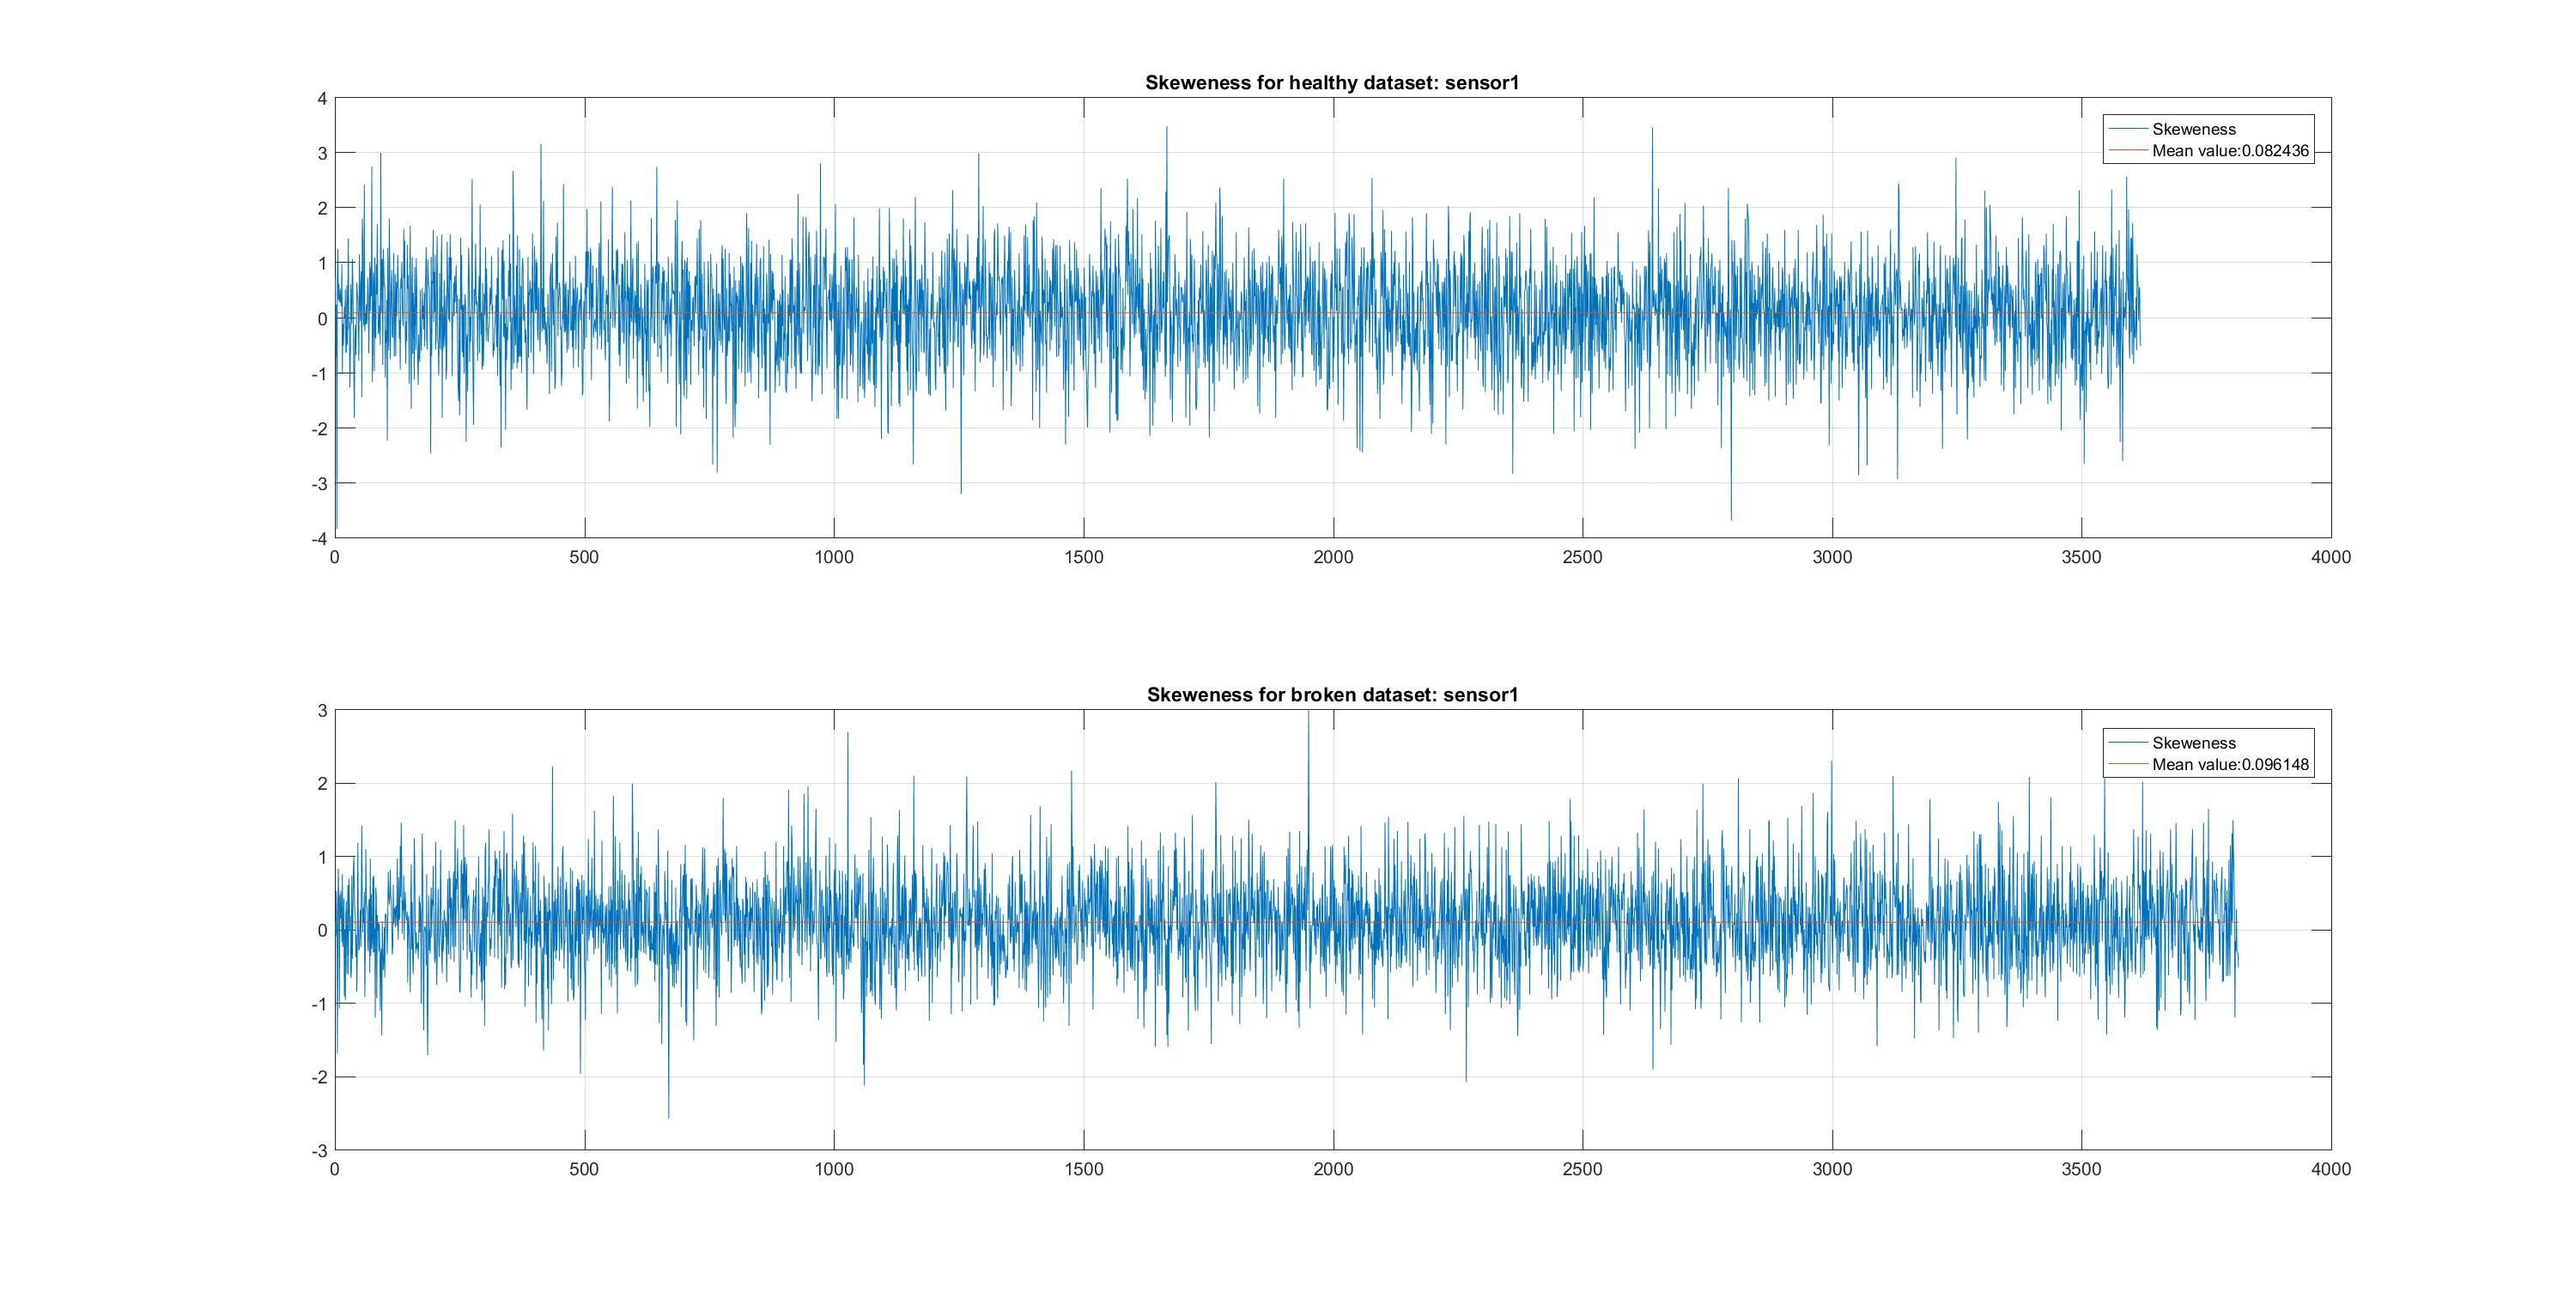 Skeweness for healthy dataset: sensor1
4
3
2
1
0
-1
-2
-3
-4
Skeweness
Mean value:0.082436
0 500 1000 1500 2000 2500 3000 3500 4000
Skeweness for broken dataset: sensor1
3
2
1
0
-1
-2
-3
Skeweness
Mean value:0.096148
0 500 1000 1500 2000 2500 3000 3500 4000